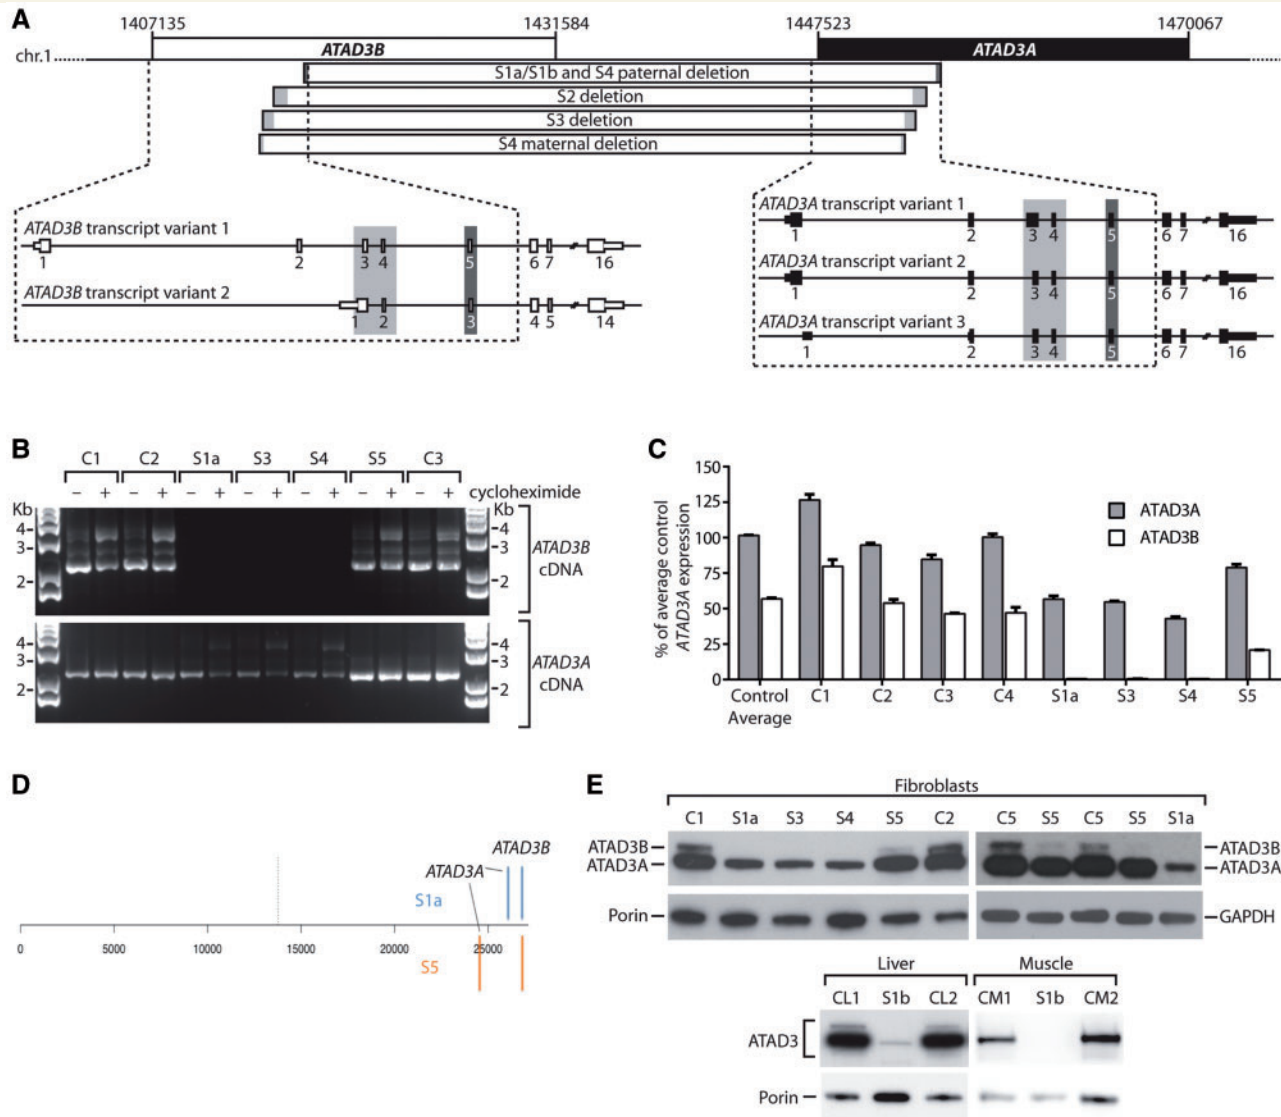 A
1407135 1431584 1447523 1470067
chr.1 ATAD3B ATAD3A
S1a/S1b and S4 paternal deletion
S2 deletion
S3 deletion
S4 maternal deletion
ATAD3B transcript variant 1
1 2 3 4 5 6 7 16
ATAD3B transcript variant 2
1 2 3 4 5 14
ATAD3A transcript variant 1
1 2 3 4 5 6 7 16
ATAD3A transcript variant 2
1 2 3 4 5 6 7 16
ATAD3A transcript variant 3
1 2 3 4 5 6 7 16
B
C1 C2 S1a S3 S4 S5 C3
– + – + – + – + – + – + – + cycloheximide
Kb Kb
4 4
3 3
2 2
ATAD3B
cDNA
4 4
3 3
2 2
ATAD3A
cDNA
C
% of average control
ATAD3A expression
150
125
100
75
50
25
0
ATAD3A
ATAD3B
Control
Average
C1 C2 C3 C4 S1a S3 S4 S5
D
ATAD3B
ATAD3A
S1a
0 5000 10000 15000 20000 25000
S5
E
Fibroblasts
C1 S1a S3 S4 S5 C2 C5 S5 C5 S5 S1a
ATAD3B ATAD3B
ATAD3A ATAD3A
Porin GAPDH
Liver Muscle
CL1 S1b CL2 CM1 S1b CM2
ATAD3
Porin